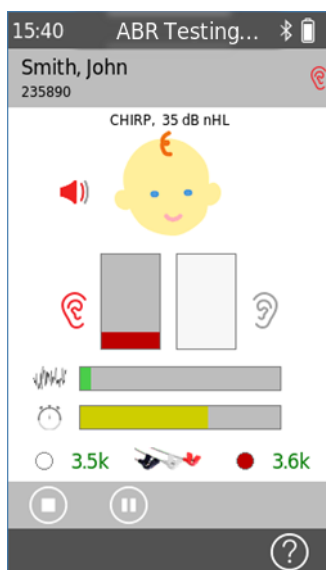 15:40 ABR Testing...
Smith, John
235890
CHIRP, 35 dB nHL
3.5k 3.6k
?